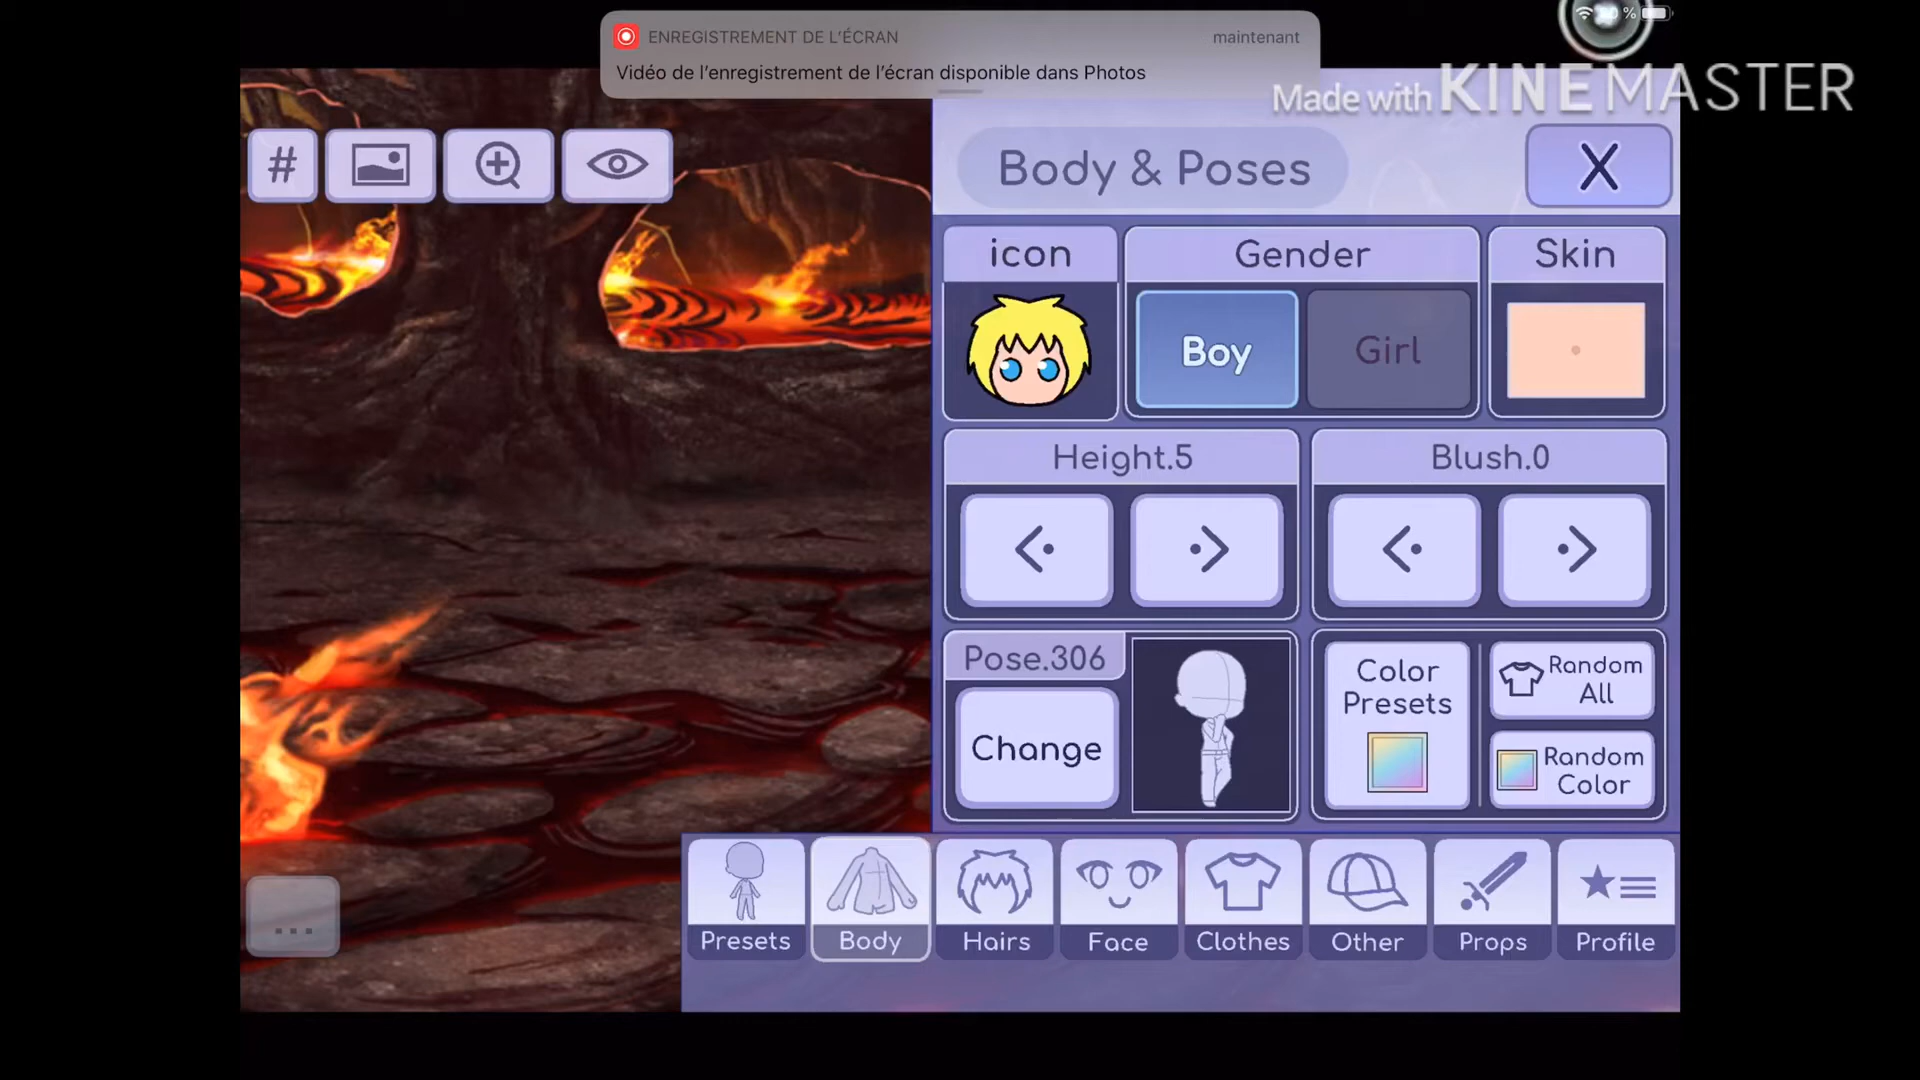 ENREGISTREMENT DE L'ÉCRAN
maintenant
Vidéo de l'enregistrement de l'écran disponible dans Photos
%
Made with KINEMASTER
#
Body & Poses
X
icon
Gender
Skin
Boy
Girl
Height.5
Blush.0
Pose.306
Change
Color
Presets
Random
All
Random
Color
...
Presets
Body
Hairs
Face
Clothes
Other
Props
Profile